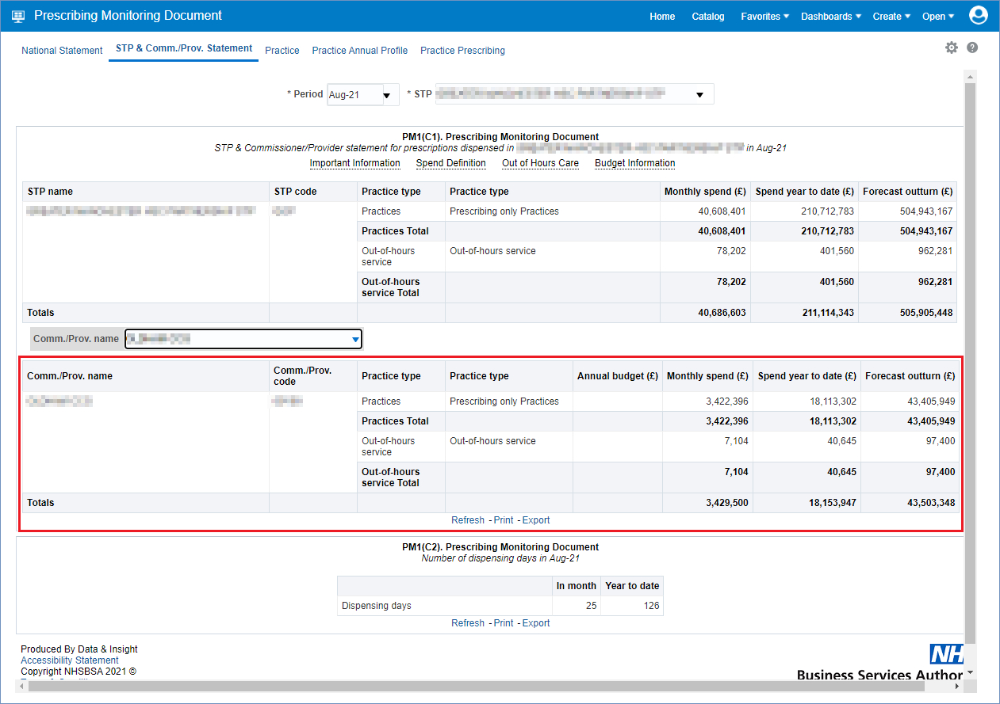 Prescribing Monitoring Document
Home Catalog Favorites Dashboards Create Open
National Statement STP & Comm./Prov. Statement Practice Practice Annual Profile Practice Prescribing
* Period Aug-21 * STP
PM1(C1). Prescribing Monitoring Document
STP & Commissioner/Provider statement for prescriptions dispensed in in Aug-21
Important Information Spend Definition Out of Hours Care Budget Information
STP name STP code Practice type Practice type Monthly spend (£) Spend year to date (£) Forecast outturn (£)
Practices Prescribing only Practices 40,608,401 210,712,783 504,943,167
Practices Total 40,608,401 210,712,783 504,943,167
Out-of-hours service Out-of-hours service 78,202 401,560 962,281
Out-of-hours service Total 78,202 401,560 962,281
Totals 40,686,603 211,114,343 505,905,448
Comm./Prov. name
Comm./Prov. name Comm./Prov. code Practice type Practice type Annual budget (£) Monthly spend (£) Spend year to date (£) Forecast outturn (£)
Practices Prescribing only Practices 3,422,396 18,113,302 43,405,949
Practices Total 3,422,396 18,113,302 43,405,949
Out-of-hours service Out-of-hours service 7,104 40,645 97,400
Out-of-hours service Total 7,104 40,645 97,400
Totals 3,429,500 18,153,947 43,503,348
Refresh - Print - Export
PM1(C2). Prescribing Monitoring Document
Number of dispensing days in Aug-21
In month Year to date
Dispensing days 25 126
Refresh - Print - Export
Produced By Data & Insight
Accessibility Statement
Copyright NHSBSA 2021 ©
NH
Business Services Author